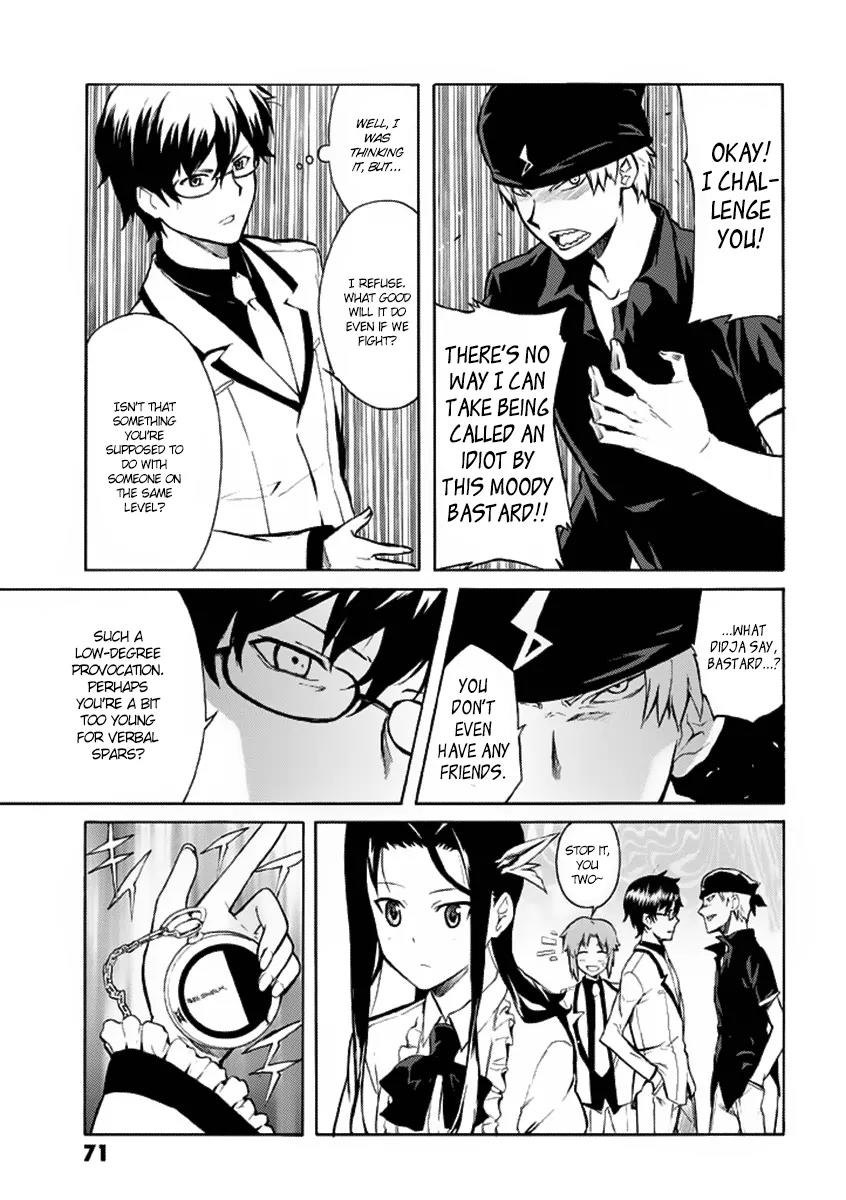 OKAY!
I CHAL-
LENGE
YOU!
THERE'S NO
WAY I CAN
TAKE BEING
CALLED AN
IDIOT BY
THIS MOODY
BASTARD!!
WELL, I
WAS
THINKING
IT, BUT...
I REFUSE.
WHAT GOOD
WILL IT DO
EVEN IF WE
FIGHT?
ISN'T THAT
SOMETHING
YOU'RE
SUPPOSED TO
DO WITH
SOMEONE ON
THE SAME
LEVEL?
...WHAT
DIDJA SAY,
BASTARD...?
YOU
DON'T
EVEN
HAVE ANY
FRIENDS.
SUCH A
LOW-DEGREE
PROVOCATION.
PERHAPS
YOU'RE A BIT
TOO YOUNG
FOR VERBAL
SPARS?
STOP IT,
YOU
TWO~
71